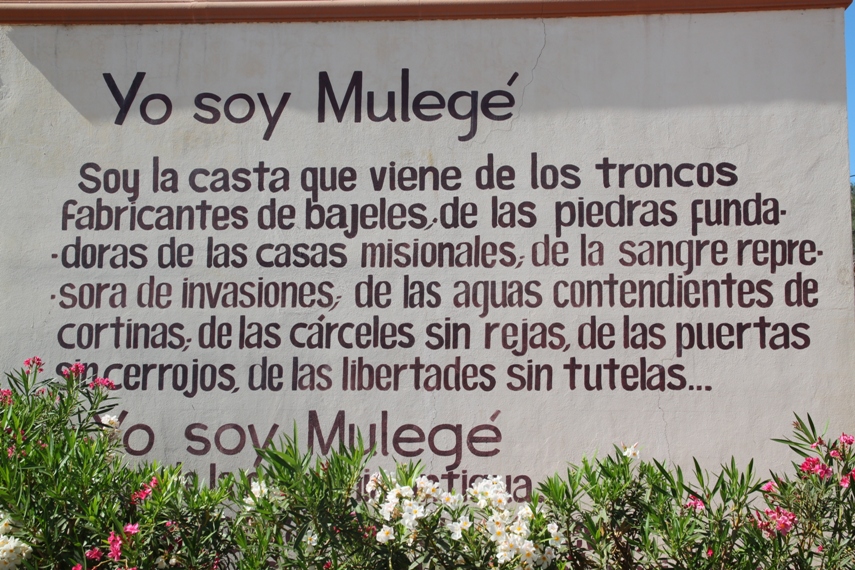 Yo soy Mulegé
Soy la casta que viene de los troncos
fabricantes de bajeles, de las piedras funda-
-doras de las casas misionales, de la sangre repre-
-sora de invasiones, de las aguas contendientes de
cortinas, de las cárceles sin rejas, de las puertas
sin cerrojos, de las libertades sin tutelas...
Yo soy Mulegé